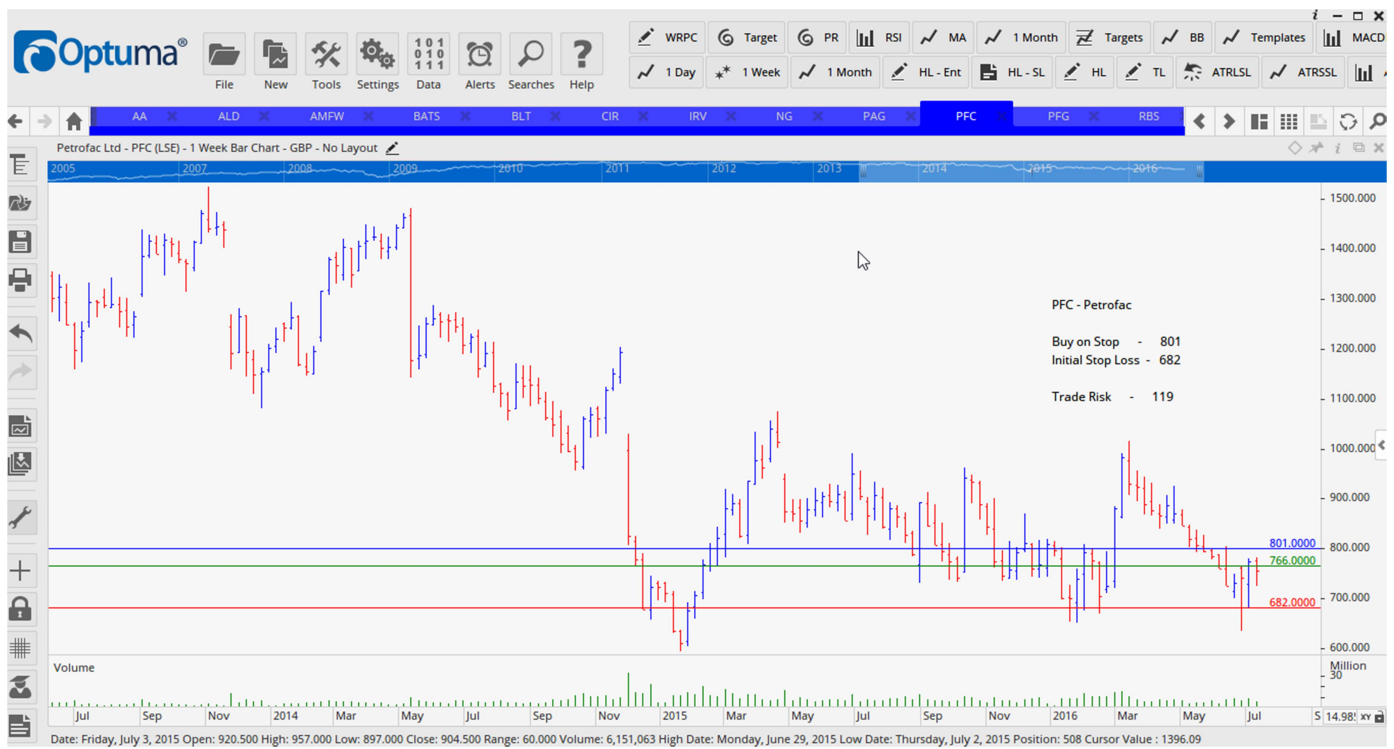 Optuma®
File
New
Tools
Settings
101
010
111
Data
Alerts
Searches
?
Help
WRPC
Target
PR
RSI
MA
1 Month
Targets
BB
Templates
MACD
1 Day
1 Week
1 Month
HL - Ent
HL - SL
HL
TL
ATRLSL
ATRSSL
AA
ALD
AMFW
BATS
BLT
CIR
IRV
NG
PAG
PFC
PFG
RBS
Petrofac Ltd - PFC (LSE) - 1 Week Bar Chart - GBP - No Layout
2005
2007
2008
2009
2010
2011
2012
2013
2014
2015
2016
1500.000
1400.000
1300.000
1200.000
1100.000
1000.000
900.000
800.000
700.000
600.000
PFC - Petrofac
Buy on Stop - 801
Initial Stop Loss - 682
Trade Risk - 119
801.0000
766.0000
682.0000
Volume
Million
30
Jul
Sep
Nov
2014
Mar
May
Jul
Sep
Nov
2015
Mar
May
Jul
Sep
Nov
2016
Mar
May
Jul
S
XY
Date: Friday, July 3, 2015 Open: 920.500 High: 957.000 Low: 897.000 Close: 904.500 Range: 60.000 Volume: 6,151,063 High Date: Monday, June 29, 2015 Low Date: Thursday, July 2, 2015 Position: 508 Cursor Value : 1396.09